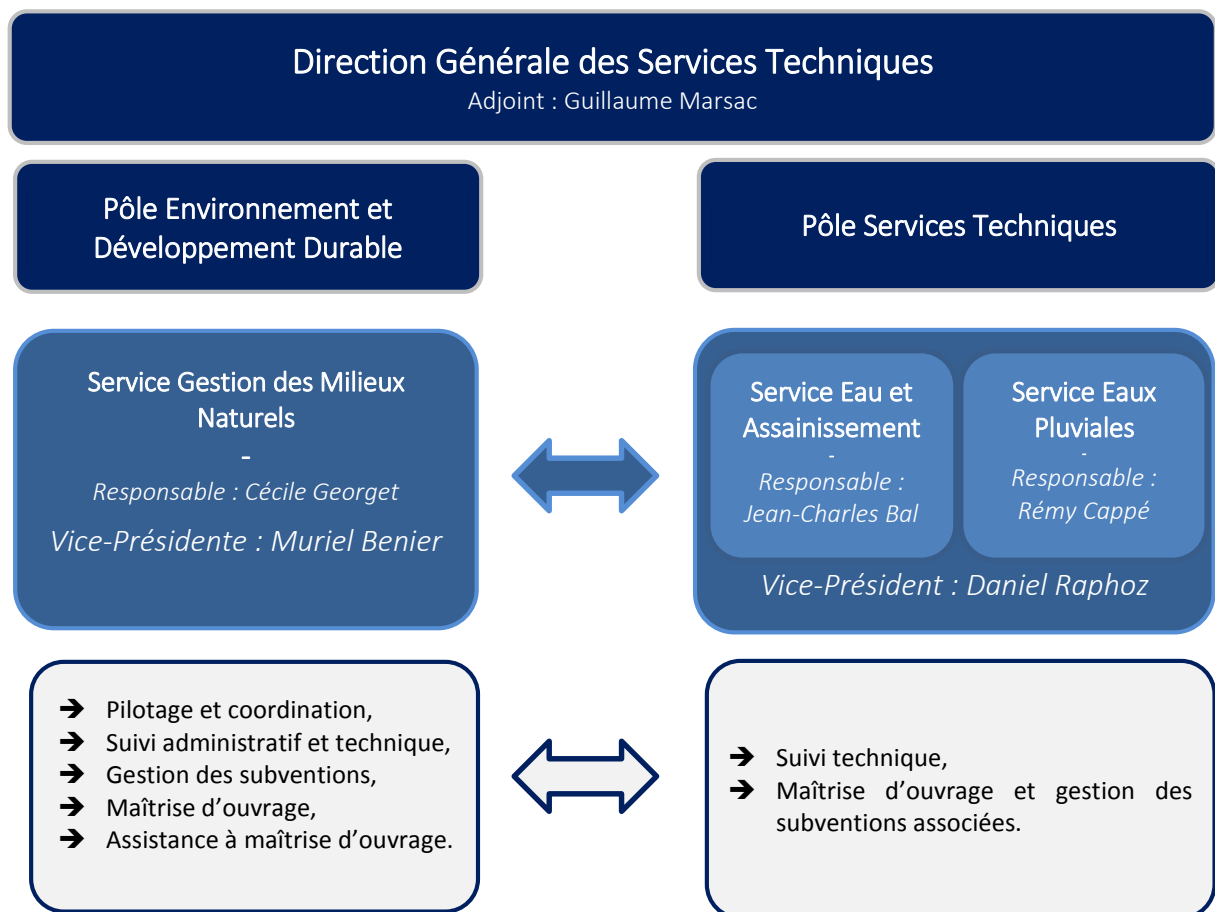 Direction Générale des Services Techniques
Adjoint : Guillaume Marsac
Pôle Environnement et
Développement Durable
Pôle Services Techniques
Service Gestion des Milieux
Naturels
-
Responsable : Cécile Georget
Vice-Présidente : Muriel Benier
Service Eau et
Assainissement
-
Responsable :
Jean-Charles Bal
Service Eaux
Pluviales
-
Responsable :
Rémy Cappé
Vice-Président : Daniel Raphoz
➔ Pilotage et coordination,
➔ Suivi administratif et technique,
➔ Gestion des subventions,
➔ Maîtrise d'ouvrage,
➔ Assistance à maîtrise d'ouvrage.
➔ Suivi technique,
➔ Maîtrise d'ouvrage et gestion des
subventions associées.